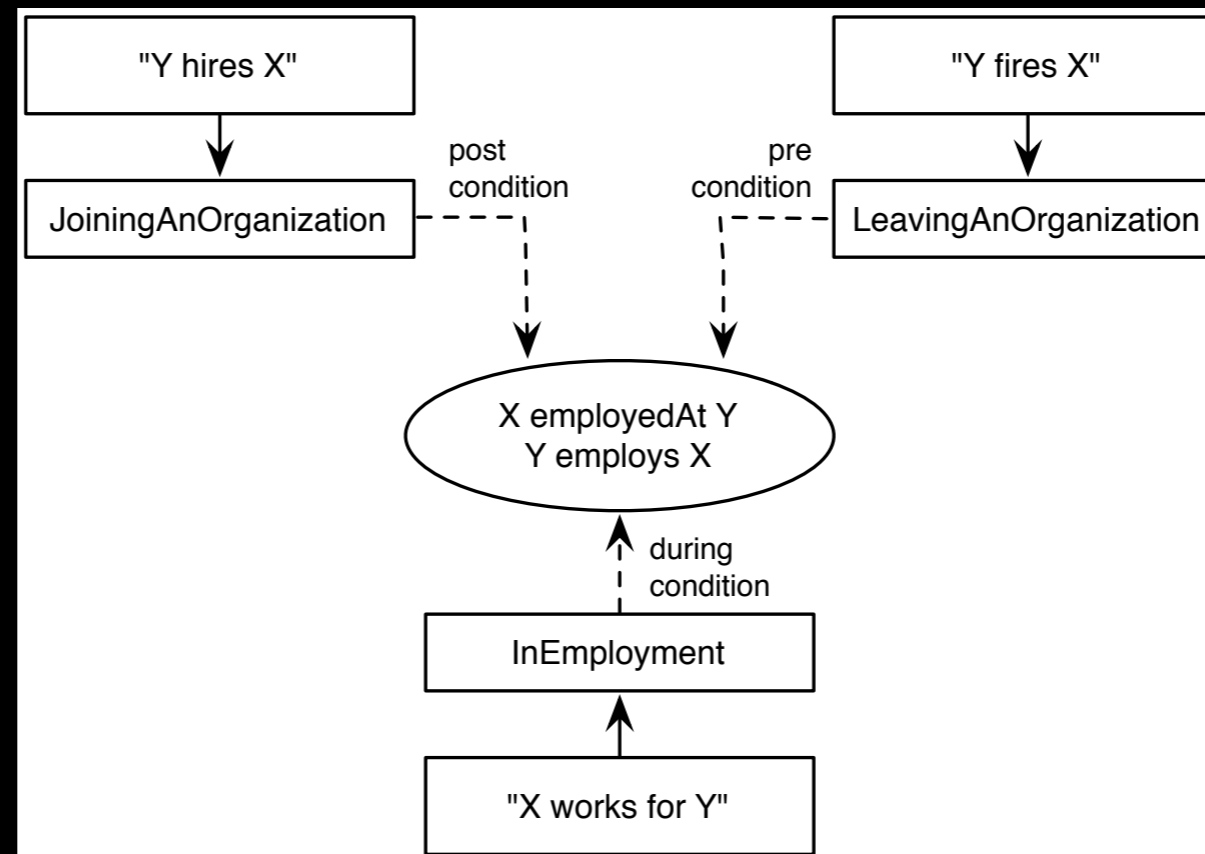 "Y hires X"
"Y fires X"
post
condition
pre
condition
JoiningAnOrganization
LeavingAnOrganization
X employedAt Y
Y employs X
during
condition
InEmployment
"X works for Y"